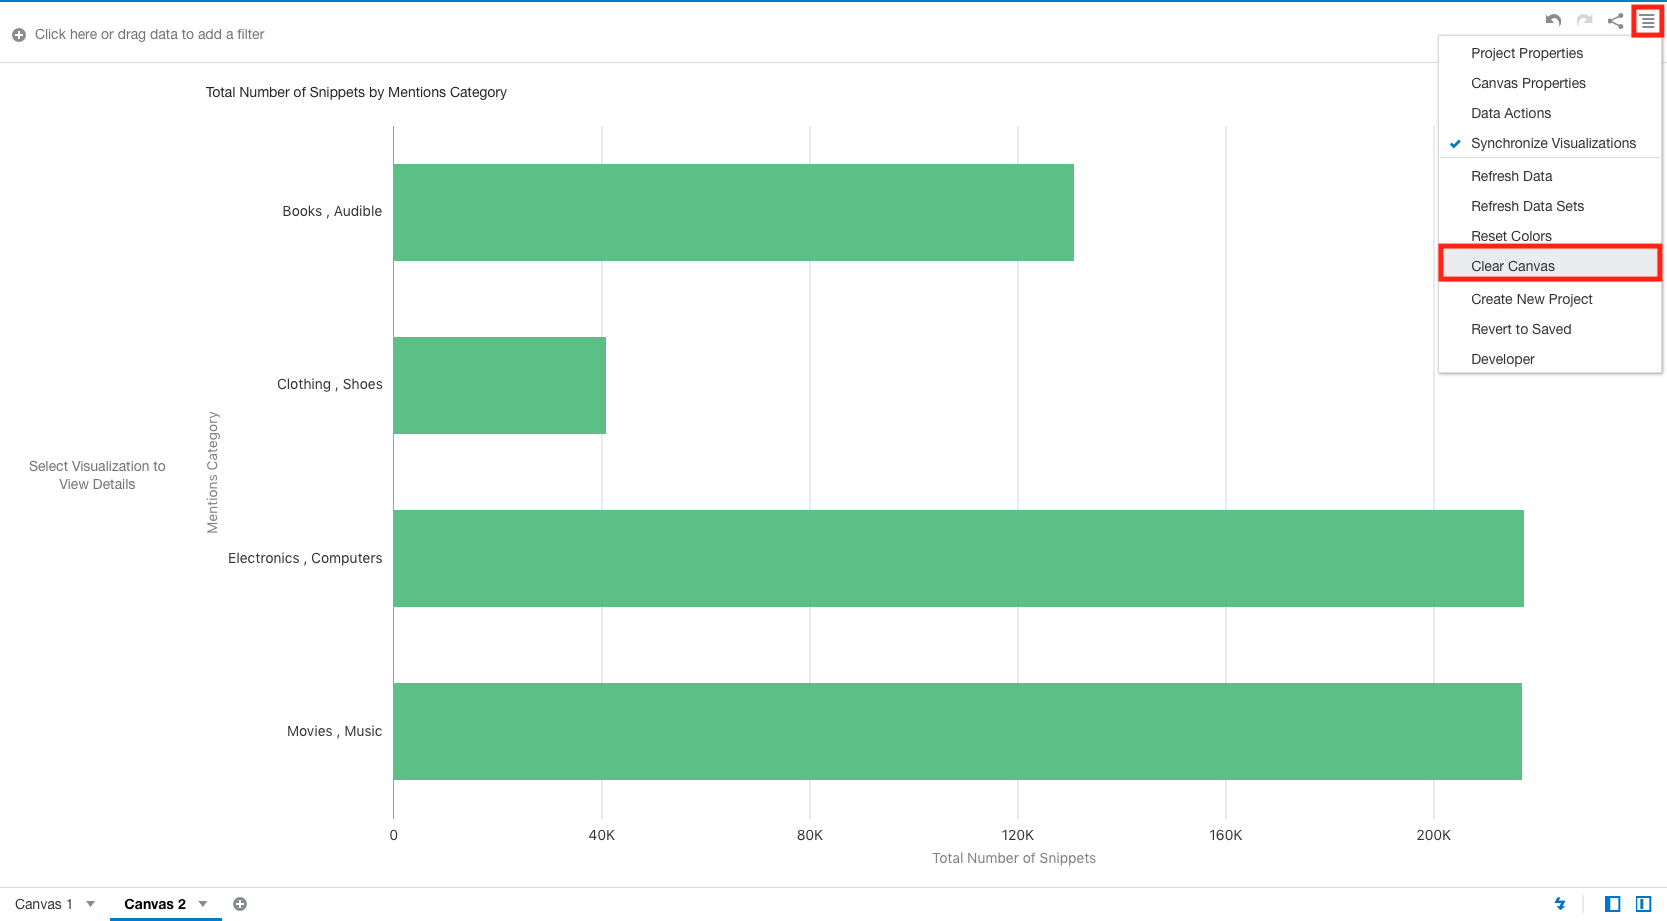 Click here or drag data to add a filter
Project Properties
Canvas Properties
Data Actions
Synchronize Visualizations
Refresh Data
Refresh Data Sets
Reset Colors
Clear Canvas
Create New Project
Revert to Saved
Developer
Total Number of Snippets by Mentions Category
Select Visualization to
View Details
Mentions Category
Books , Audible
Clothing , Shoes
Electronics , Computers
Movies , Music
0 40K 80K 120K 160K 200K
Total Number of Snippets
Canvas 1 Canvas 2